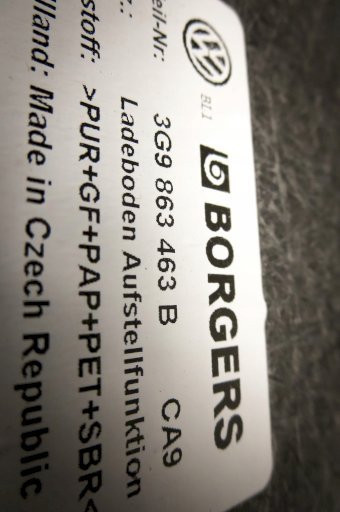 BLI
BORGERS
eil-Nr: 3G9 863 463 B CA9
.: Ladeboden Aufstellfunktion
stoff: >PUR+GF+PAP+PET+SBR<
lland: Made in Czech Republic